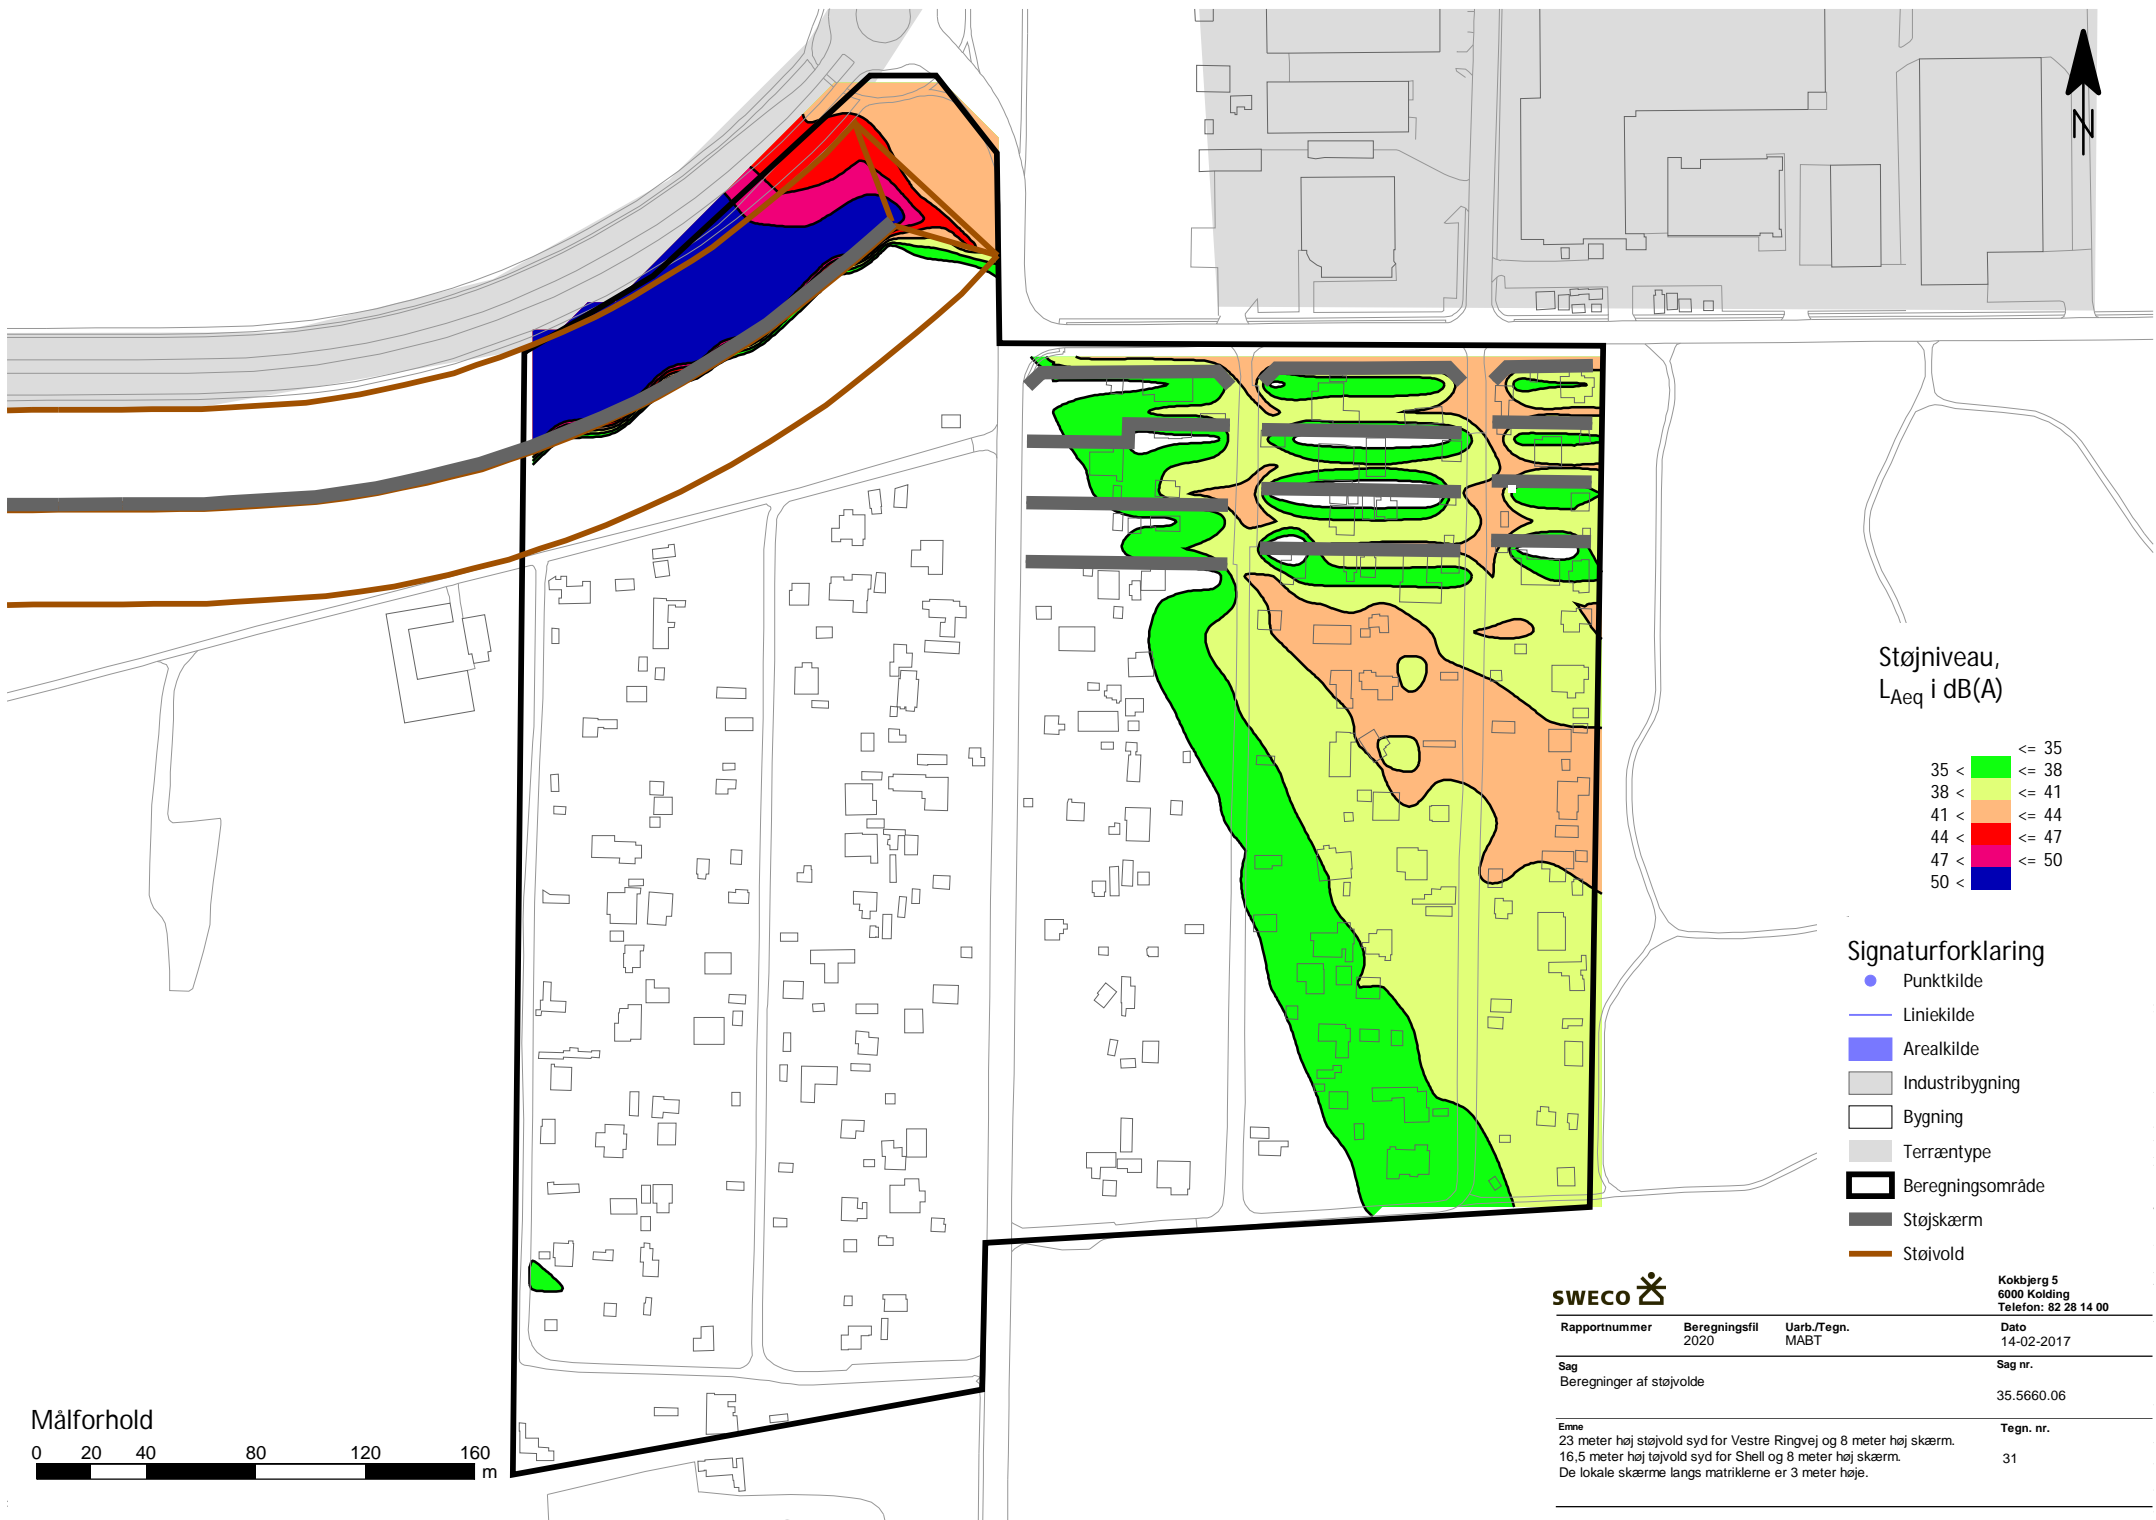 N
Støjniveau,
LAeq i dB(A)
<= 35
35 < <= 38
38 < <= 41
41 < <= 44
44 < <= 47
47 < <= 50
50 <
Signaturforklaring
Punktkilde
Liniekilde
Arealkilde
Industribygning
Bygning
Terræntype
Beregningsområde
Støjskærm
Støjvold
SWECO
Kokbjerg 5
6000 Kolding
Telefon: 82 28 14 00
Rapportnummer Beregningsfil Uarb./Tegn. Dato
2020 MABT 14-02-2017
Sag Sag nr.
Beregninger af støjvolde
35.5660.06
Emne Tegn. nr.
23 meter høj støjvold syd for Vestre Ringvej og 8 meter høj skærm.
16,5 meter høj tøjvold syd for Shell og 8 meter høj skærm.
31
De lokale skærme langs matriklerne er 3 meter høje.
Målforhold
0 20 40 80 120 160
m